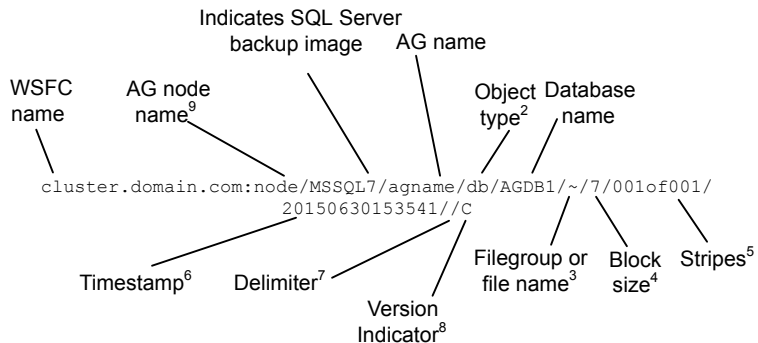 Indicates SQL Server
backup image
AG name
WSFC
name
AG node
name9
Object
type2
Database
name
cluster.domain.com:node/MSSQL7/agname/db/AGDB1/~/7/001of001/
20150630153541//C
Timestamp6
Delimiter7
Version
Indicator8
Filegroup or
file name3
Block
size4
Stripes5